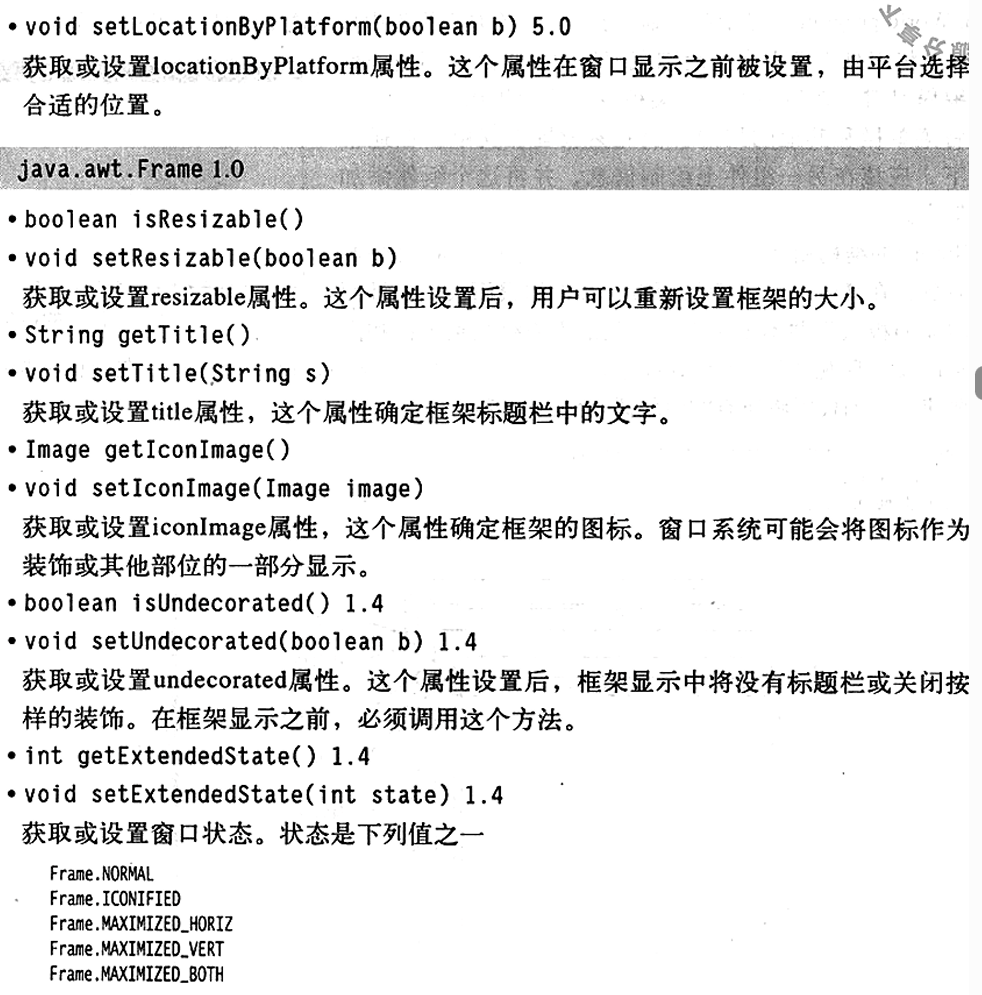 • void setLocationByPlatform(boolean b) 5.0
获取或设置locationByPlatform属性。这个属性在窗口显示之前被设置，由平台选择
合适的位置。
java.awt.Frame 1.0
• boolean isResizable()
• void setResizable(boolean b)
获取或设置resizable属性。这个属性设置后，用户可以重新设置框架的大小。
• String getTitle()
• void setTitle(String s)
获取或设置title属性，这个属性确定框架标题栏中的文字。
• Image getIconImage()
• void setIconImage(Image image)
获取或设置iconImage属性，这个属性确定框架的图标。窗口系统可能会将图标作为
装饰或其他部位的一部分显示。
• boolean isUndecorated() 1.4
• void setUndecorated(boolean b) 1.4
获取或设置undecorated属性。这个属性设置后，框架显示中将没有标题栏或关闭按
样的装饰。在框架显示之前，必须调用这个方法。
• int getExtendedState() 1.4
• void setExtendedState(int state) 1.4
获取或设置窗口状态。状态是下列值之一
Frame.NORMAL
Frame.ICONIFIED
Frame.MAXIMIZED_HORIZ
Frame.MAXIMIZED_VERT
Frame.MAXIMIZED_BOTH